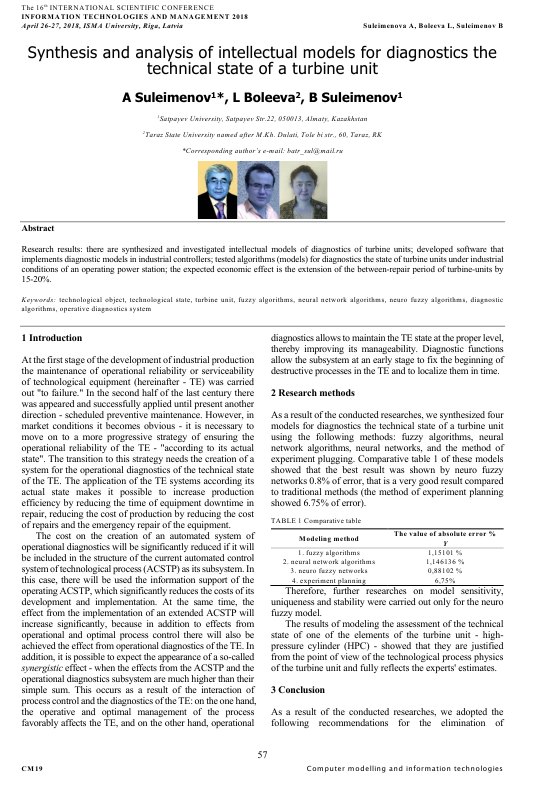 The 16th INTERNATIONAL SCIENTIFIC CONFERENCE
INFORMATION TECHNOLOGIES AND MANAGEMENT 2018
April 26-27, 2018, ISMA University, Riga, Latvia
Suleimenova A, Boleeva L, Suleimenov B
Synthesis and analysis of intellectual models for diagnostics the
technical state of a turbine unit
A Suleimenov1*, L Boleeva2, B Suleimenov1
1Satpayev University, Satpayev Str.22, 050013, Almaty, Kazakhstan
2Taraz State University named after M.Kh. Dulati, Tole bi str., 60, Taraz, RK
*Corresponding author's e-mail: batr_sul@mail.ru
Abstract
Research results: there are synthesized and investigated intellectual models of diagnostics of turbine units; developed software that
implements diagnostic models in industrial controllers; tested algorithms (models) for diagnostics the state of turbine units under industrial
conditions of an operating power station; the expected economic effect is the extension of the between-repair period of turbine-units by
15-20%.
Keywords: technological object, technological state, turbine unit, fuzzy algorithms, neural network algorithms, neuro fuzzy algorithms, diagnostic
algorithms, operative diagnostics system
1 Introduction
At the first stage of the development of industrial production
the maintenance of operational reliability or serviceability
of technological equipment (hereinafter - TE) was carried
out "to failure." In the second half of the last century there
was appeared and successfully applied until present another
direction - scheduled preventive maintenance. However, in
market conditions it becomes obvious - it is necessary to
move on to a more progressive strategy of ensuring the
operational reliability of the TE - "according to its actual
state". The transition to this strategy needs the creation of a
system for the operational diagnostics of the technical state
of the TE. The application of the TE systems according its
actual state makes it possible to increase production
efficiency by reducing the time of equipment downtime in
repair, reducing the cost of production by reducing the cost
of repairs and the emergency repair of the equipment.
The cost on the creation of an automated system of
operational diagnostics will be significantly reduced if it will
be included in the structure of the current automated control
system of technological process (ACSTP) as its subsystem. In
this case, there will be used the information support of the
operating ACSTP, which significantly reduces the costs of its
development and implementation. At the same time, the
effect from the implementation of an extended ACSTP will
increase significantly, because in addition to effects from
operational and optimal process control there will also be
achieved the effect from operational diagnostics of the TE. In
addition, it is possible to expect the appearance of a so-called
synergistic effect - when the effects from the ACSTP and the
operational diagnostics subsystem are much higher than their
simple sum. This occurs as a result of the interaction of
process control and the diagnostics of the TE: on the one hand,
the operative and optimal management of the process
favorably affects the TE, and on the other hand, operational
diagnostics allows to maintain the TE state at the proper level,
thereby improving its manageability. Diagnostic functions
allow the subsystem at an early stage to fix the beginning of
destructive processes in the TE and to localize them in time.
2 Research methods
As a result of the conducted researches, we synthesized four
models for diagnostics the technical state of a turbine unit
using the following methods: fuzzy algorithms, neural
network algorithms, neural networks, and the method of
experiment plugging. Comparative table 1 of these models
showed that the best result was shown by neuro fuzzy
networks 0.8% of error, that is a very good result compared
to traditional methods (the method of experiment planning
showed 6.75% of error).
TABLE 1 Comparative table
Modeling method
The value of absolute error %
γ
1. fuzzy algorithms 1,15101 %
2. neural network algorithms 1,146136 %
3. neuro fuzzy networks 0,88102 %
4. experiment planning 6,75%
Therefore, further researches on model sensitivity,
uniqueness and stability were carried out only for the neuro
fuzzy model.
The results of modeling the assessment of the technical
state of one of the elements of the turbine unit - high-
pressure cylinder (HPC) - showed that they are justified
from the point of view of the technological process physics
of the turbine unit and fully reflects the experts' estimates.
3 Conclusion
As a result of the conducted researches, we adopted the
following recommendations for the elimination of
57
CM19
Computer modelling and information technologies